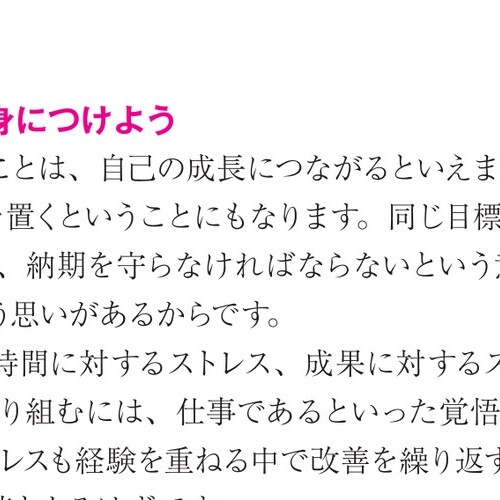 身につけよう
ことは、自己の成長につながるといえま
置くということにもなります。同じ目標
、納期を守らなければならないという
思いがあるからです。
時間に対するストレス、成果に対する
り組むには、仕事であるといった覚悟
レスも経験を重ねる中で改善を繰り返す